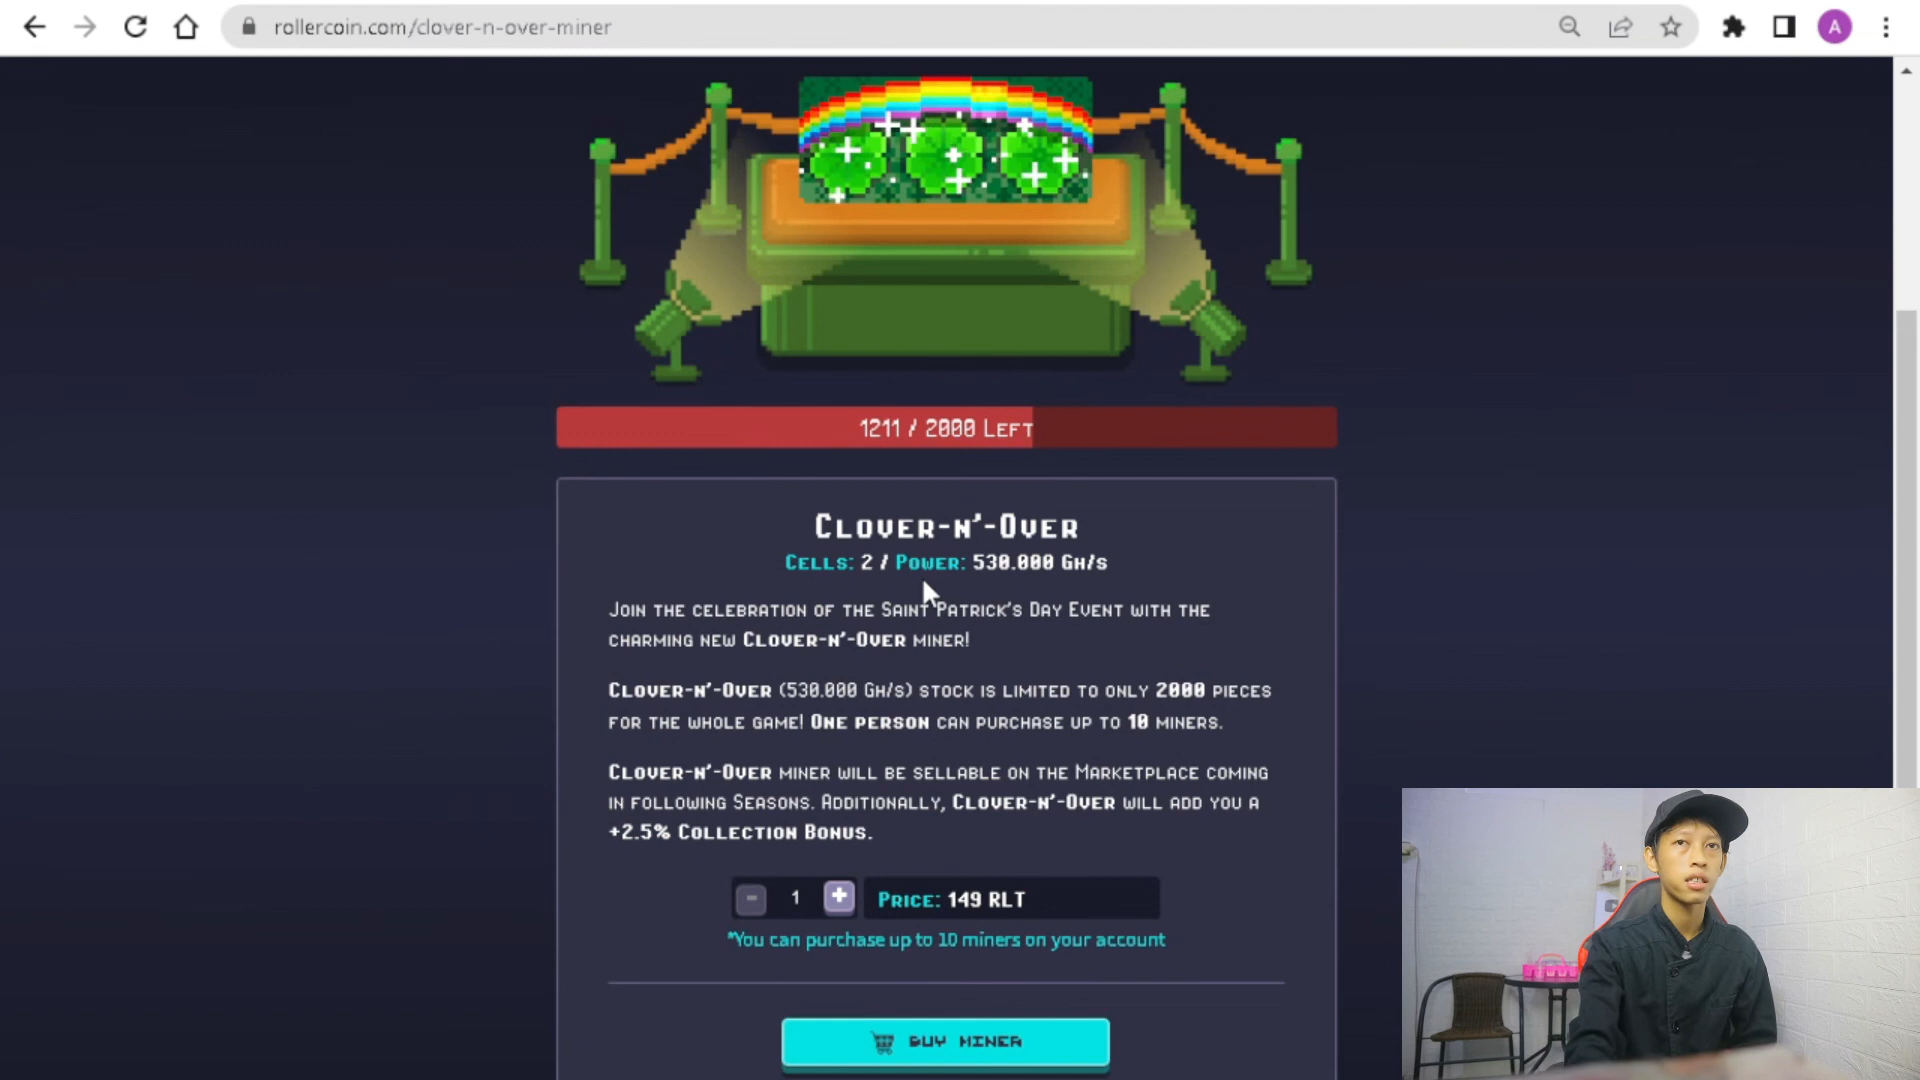 rollercoin.com/clover-n-over-miner
A
1211 / 2000 Left
Clover-n'-Over
Cells: 2 / Power: 530.000 Gh/s
Join the celebration of the Saint Patrick's Day Event with the
charming new Clover-n'-Over miner!
Clover-n'-Over (530.000 Gh/s) stock is limited to only 2000 pieces
for the whole game! One person can purchase up to 10 miners.
Clover-n'-Over miner will be sellable on the Marketplace coming
in following Seasons. Additionally, Clover-n'-Over will add you a
+2.5% Collection Bonus.
- 1 + Price: 149 RLT
*You can purchase up to 10 miners on your account
BUY MINER